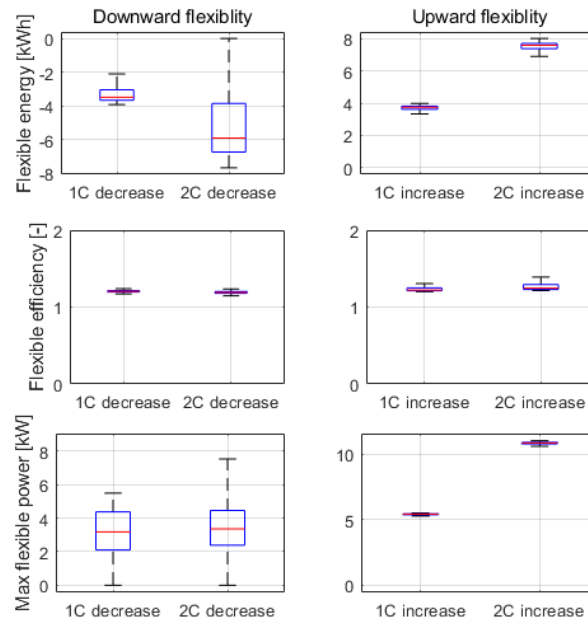 Downward flexiblity
Upward flexiblity
Flexible energy [kWh]
0
-2
-4
-6
-8
1C decrease
2C decrease
8
6
4
2
0
1C increase
2C increase
Flexible efficiency [-]
2
1
0
1C decrease
2C decrease
2
1
0
1C increase
2C increase
Max flexible power [kW]
8
6
4
2
0
1C decrease
2C decrease
10
5
0
1C increase
2C increase